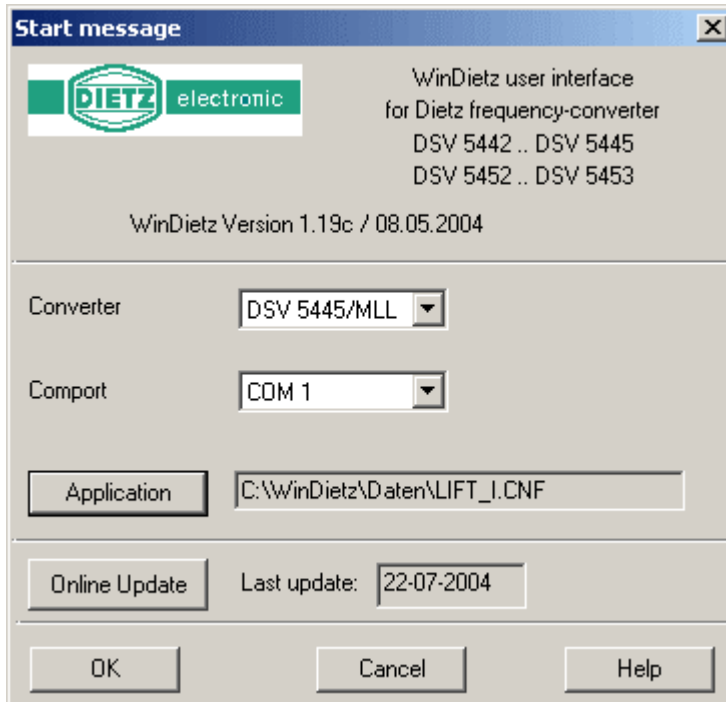 Start message
DIETZ electronic
WinDietz user interface
for Dietz frequency-converter
DSV 5442 .. DSV 5445
DSV 5452 .. DSV 5453
WinDietz Version 1.19c / 08.05.2004
Converter DSV 5445/MLL
Comport COM 1
Application C:\WinDietz\Daten\LIFT_I.CNF
Online Update Last update: 22-07-2004
OK Cancel Help